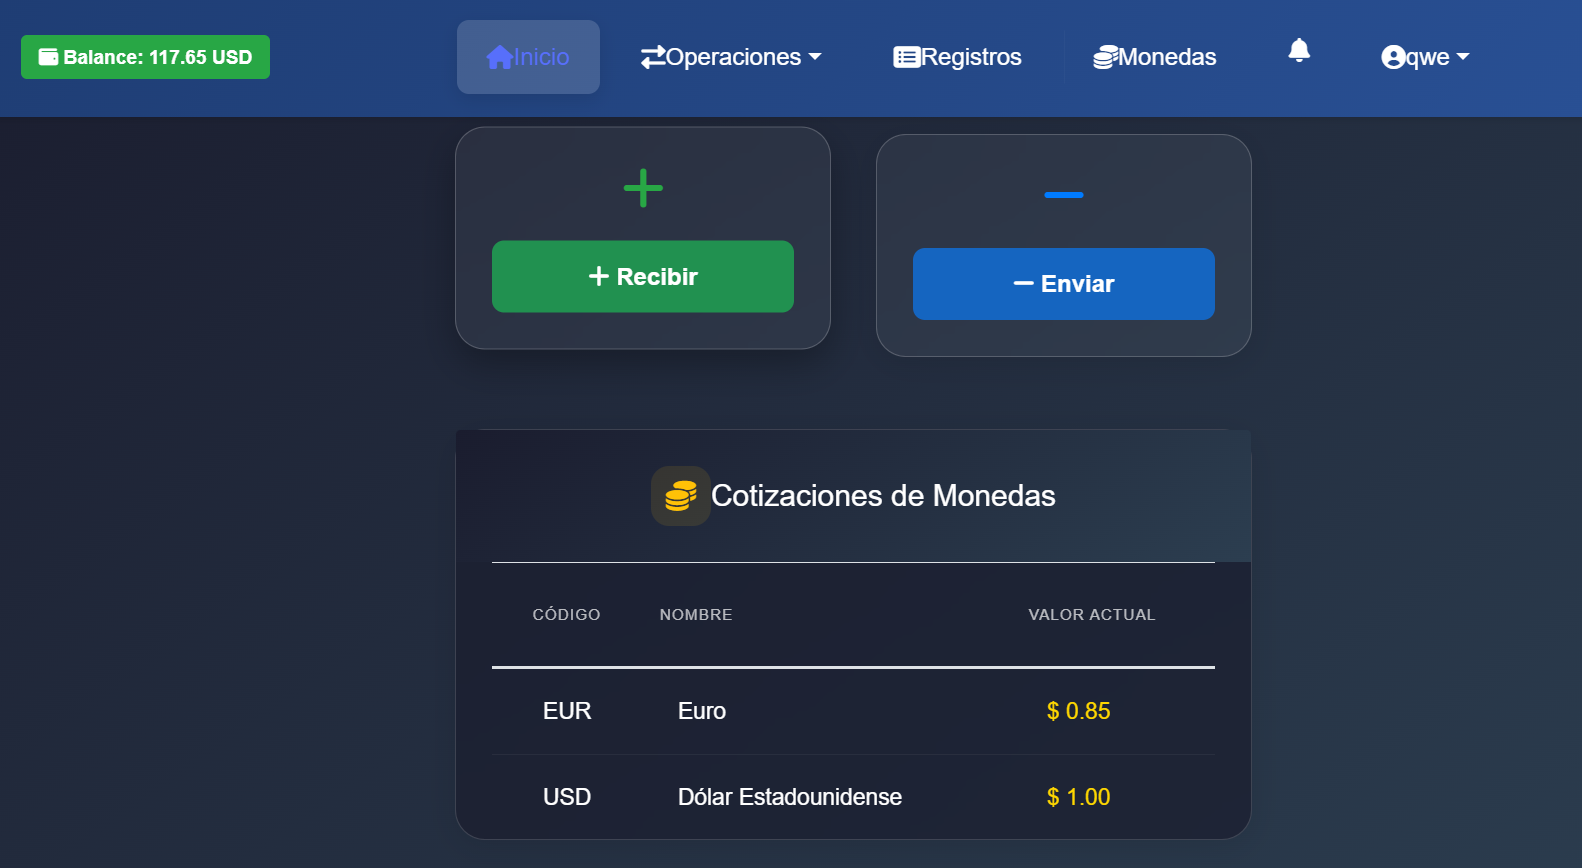 Balance: 117.65 USD
Inicio
Operaciones
Registros
Monedas
qwe
Recibir
Enviar
Cotizaciones de Monedas
CÓDIGO NOMBRE VALOR ACTUAL
EUR Euro $ 0.85
USD Dólar Estadounidense $ 1.00